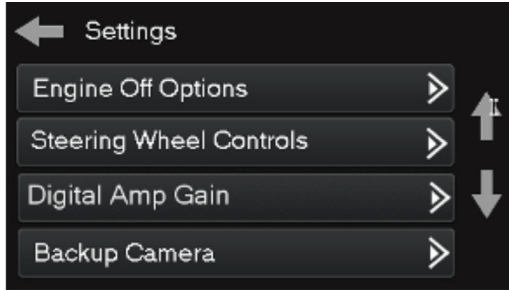 Settings
Engine Off Options
Steering Wheel Controls
Digital Amp Gain
Backup Camera